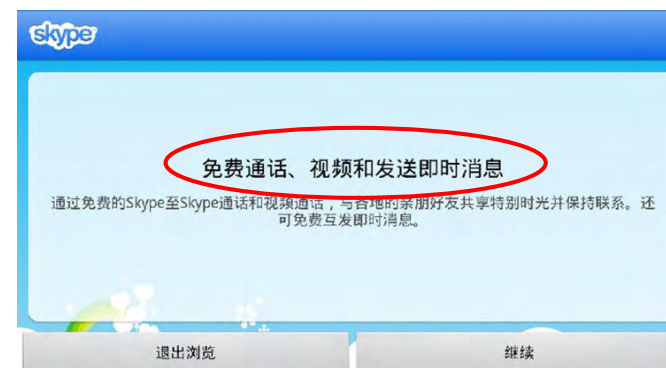 skype
免费通话、视频和发送即时消息
通过免费的Skype至Skype通话和视频通话，与各地的亲朋好友共享特别时光并保持联系。还
可免费互发即时消息。
退出浏览
继续